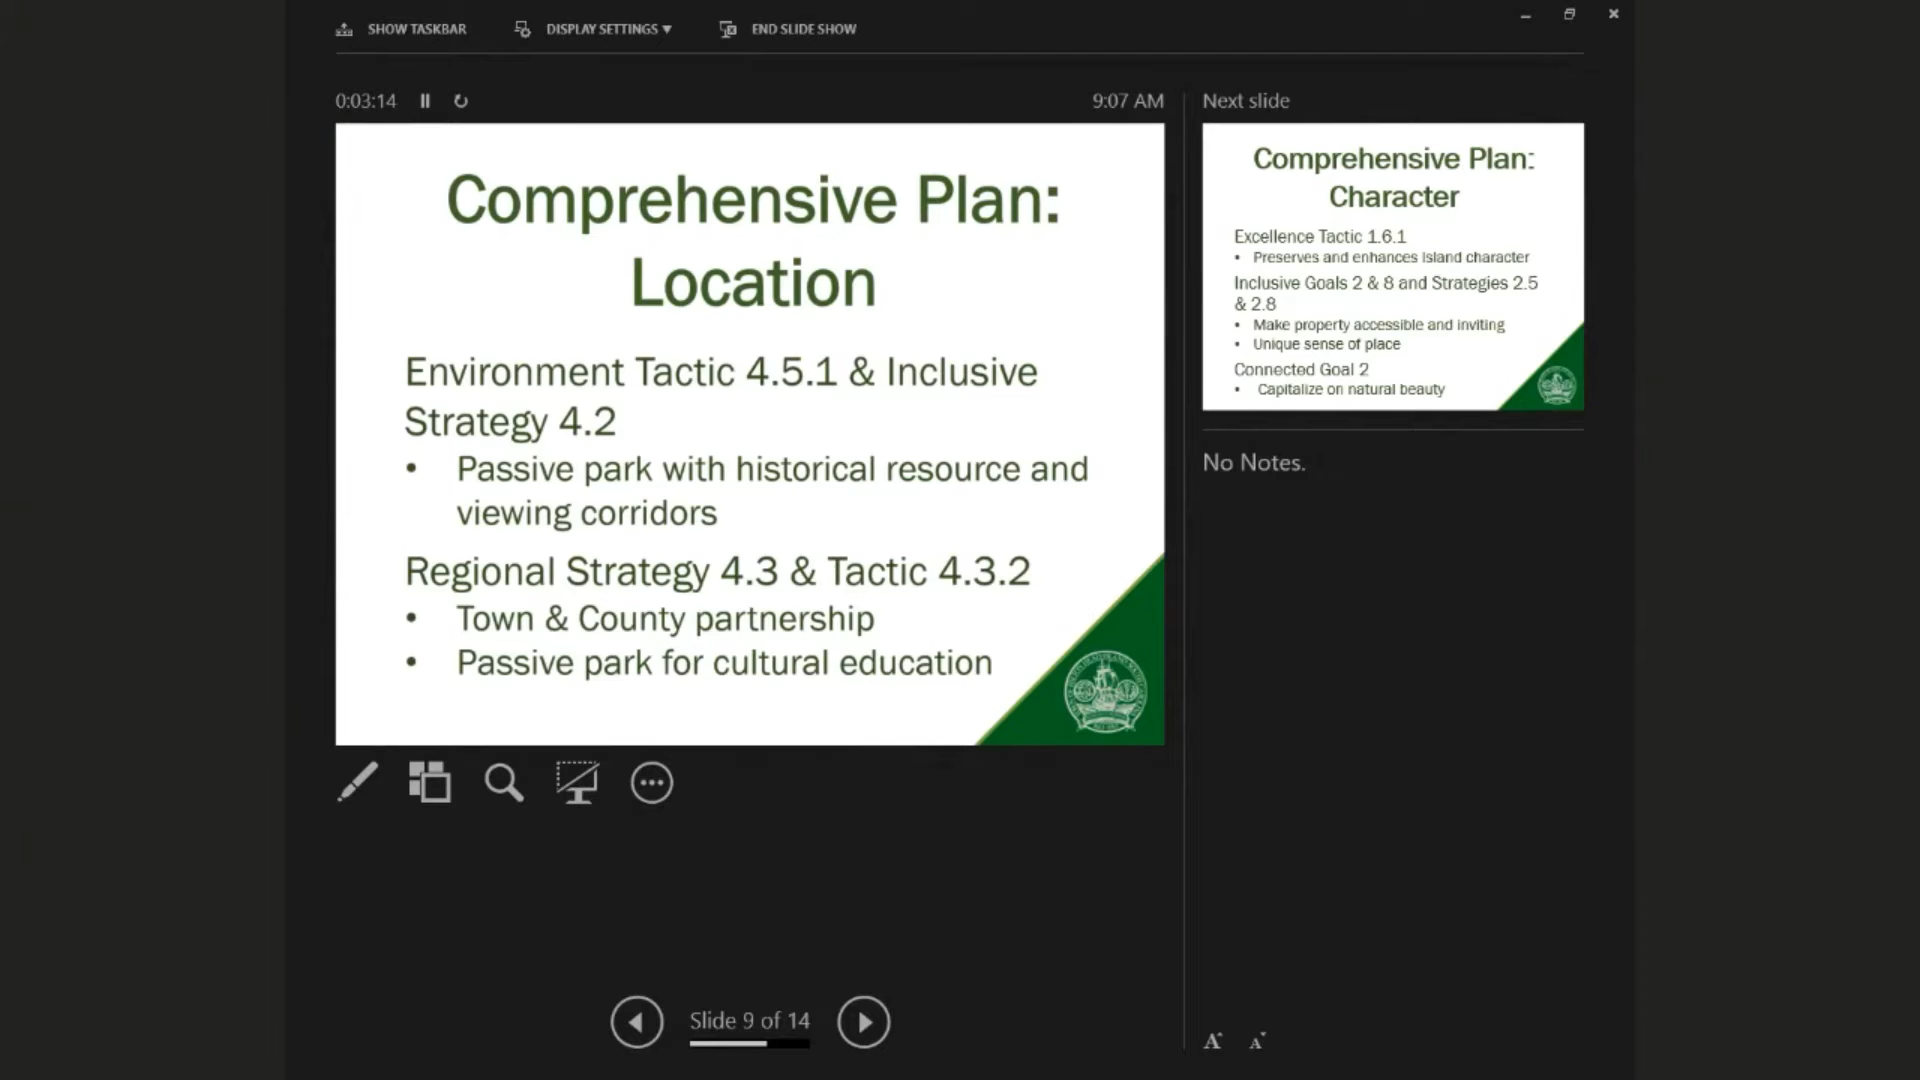 SHOW TASKBAR
DISPLAY SETTINGS ▼
END SLIDE SHOW
0:03:14
9:07 AM
Comprehensive Plan:
Location
Environment Tactic 4.5.1 & Inclusive
Strategy 4.2
• Passive park with historical resource and
viewing corridors
Regional Strategy 4.3 & Tactic 4.3.2
• Town & County partnership
• Passive park for cultural education
Slide 9 of 14
Next slide
Comprehensive Plan:
Character
Excellence Tactic 1.6.1
• Preserves and enhances Island character
Inclusive Goals 2 & 8 and Strategies 2.5
& 2.8
• Make property accessible and inviting
• Unique sense of place
Connected Goal 2
• Capitalize on natural beauty
No Notes.
A A